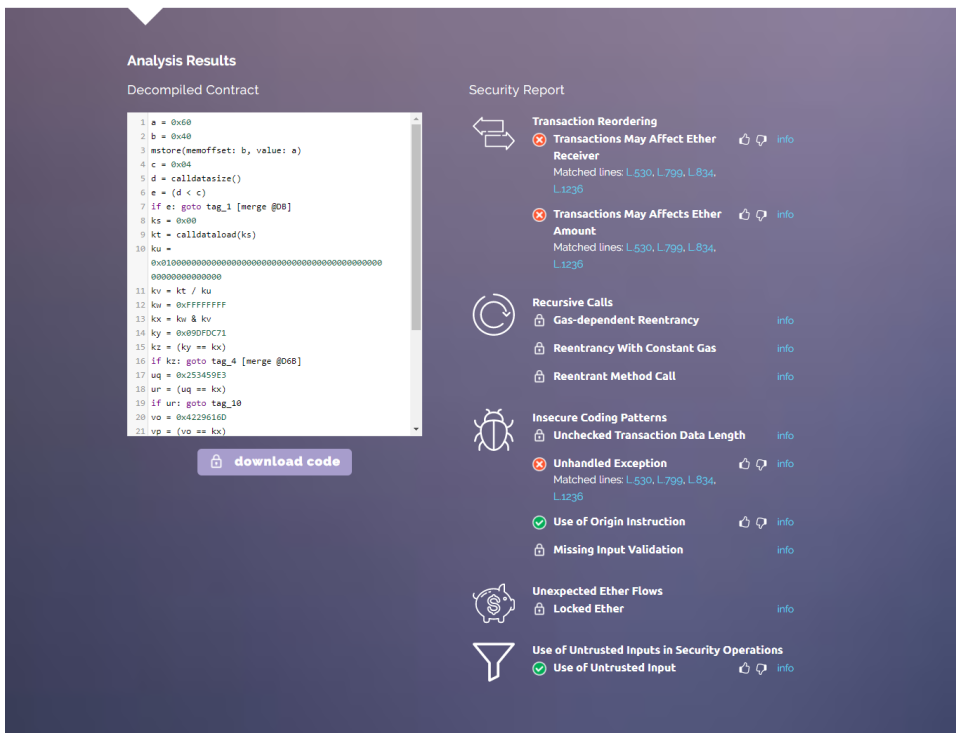 Analysis Results
Decompiled Contract
1 a = 0x60
2 b = 0x40
3 mstore(memoffset: b, value: a)
4 c = 0x04
5 d = calldatasize()
6 e = (d < c)
7 if e: goto tag_1 [merge @DB]
8 ks = 0x00
9 kt = calldataload(ks)
10 ku =
0x010000000000000000000000000000000000000000
00000000000000
11 kv = kt / ku
12 kw = 0xFFFFFFFF
13 kx = kw & kv
14 ky = 0x09DFDC71
15 kz = (ky == kx)
16 if kz: goto tag_4 [merge @D6B]
17 uq = 0x253459E3
18 ur = (uq == kx)
19 if ur: goto tag_10
20 vo = 0x4229616D
21 vp = (vo == kx)
download code
Security Report
Transaction Reordering
Transactions May Affect Ether info
Receiver
Matched lines: L.530, L.799, L.834,
L.1236
Transactions May Affects Ether info
Amount
Matched lines: L.530, L.799, L.834,
L.1236
Recursive Calls
Gas-dependent Reentrancy info
Reentrancy With Constant Gas info
Reentrant Method Call info
Insecure Coding Patterns
Unchecked Transaction Data Length info
Unhandled Exception info
Matched lines: L.530, L.799, L.834,
L.1236
Use of Origin Instruction info
Missing Input Validation info
Unexpected Ether Flows
Locked Ether info
Use of Untrusted Inputs in Security Operations
Use of Untrusted Input info